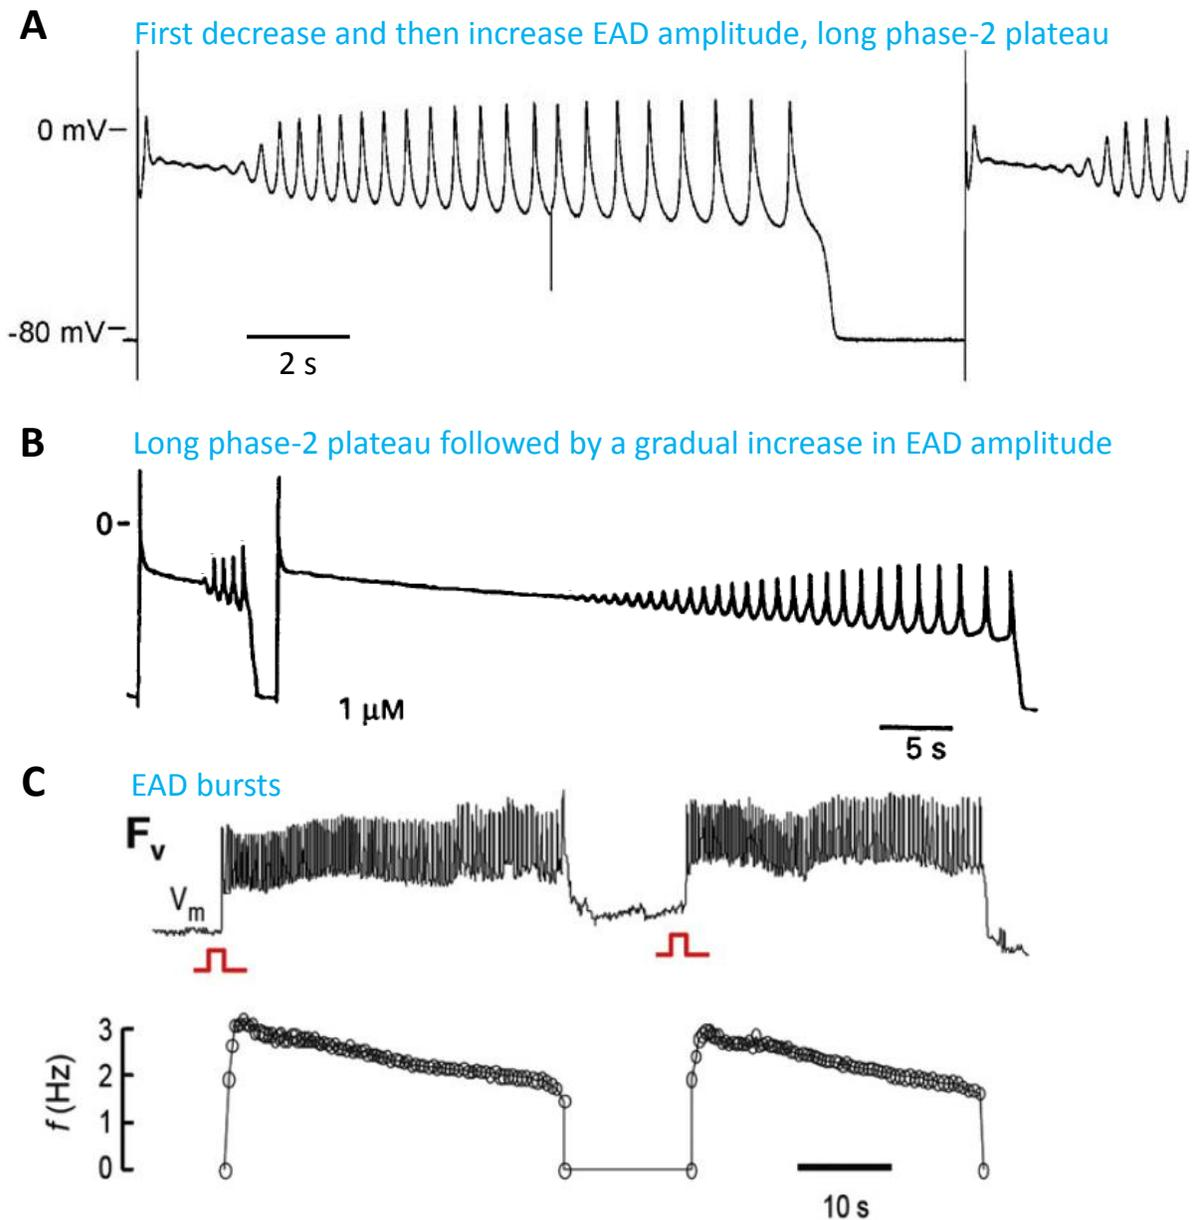 A
First decrease and then increase EAD amplitude, long phase-2 plateau
0 mV
-80 mV
2 s
B
Long phase-2 plateau followed by a gradual increase in EAD amplitude
0-
1 μM
5 s
C
EAD bursts
Fv
Vm
f (Hz)
3
2
1
0
10 s